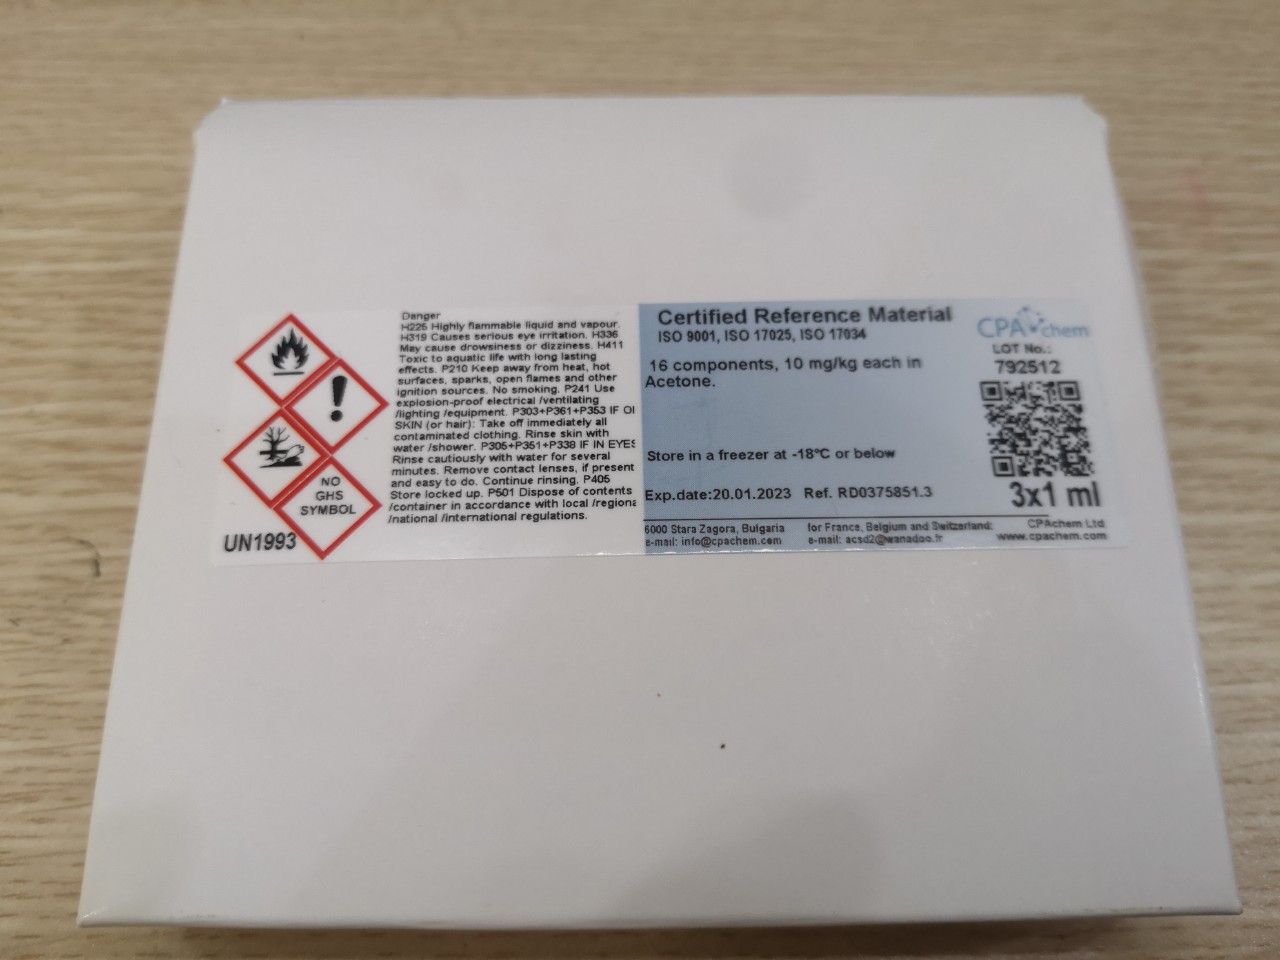 Danger
H225 Highly flammable liquid and vapour.
H319 Causes serious eye irritation. H336
May cause drowsiness or dizziness. H411
Toxic to aquatic life with long lasting
effects. P210 Keep away from heat, hot
surfaces, sparks, open flames and other
ignition sources. No smoking. P241 Use
explosion-proof electrical /ventilating
/lighting /equipment. P303+P361+P353 IF O
SKIN (or hair): Take off immediately all
contaminated clothing. Rinse skin with
water /shower. P305+P351+P338 IF IN EYES
Rinse cautiously with water for several
minutes. Remove contact lenses, if present
and easy to do. Continue rinsing. P405
Store locked up. P501 Dispose of contents
/container in accordance with local /regiona
/national /international regulations.
NO
GHS
SYMBOL
UN1993
Certified Reference Material
ISO 9001, ISO 17025, ISO 17034
16 components, 10 mg/kg each in
Acetone.
Store in a freezer at -18°C or below
Exp.date:20.01.2023 Ref. RD0375851.3
CPAchem
LOT No.:
792512
3x1 ml
6000 Stara Zagora, Bulgaria
e-mail: info@cpachem.com
for France, Belgium and Switzerland:
e-mail: acsd2@wanadoo.fr
CPAchem Ltd
www.cpachem.com